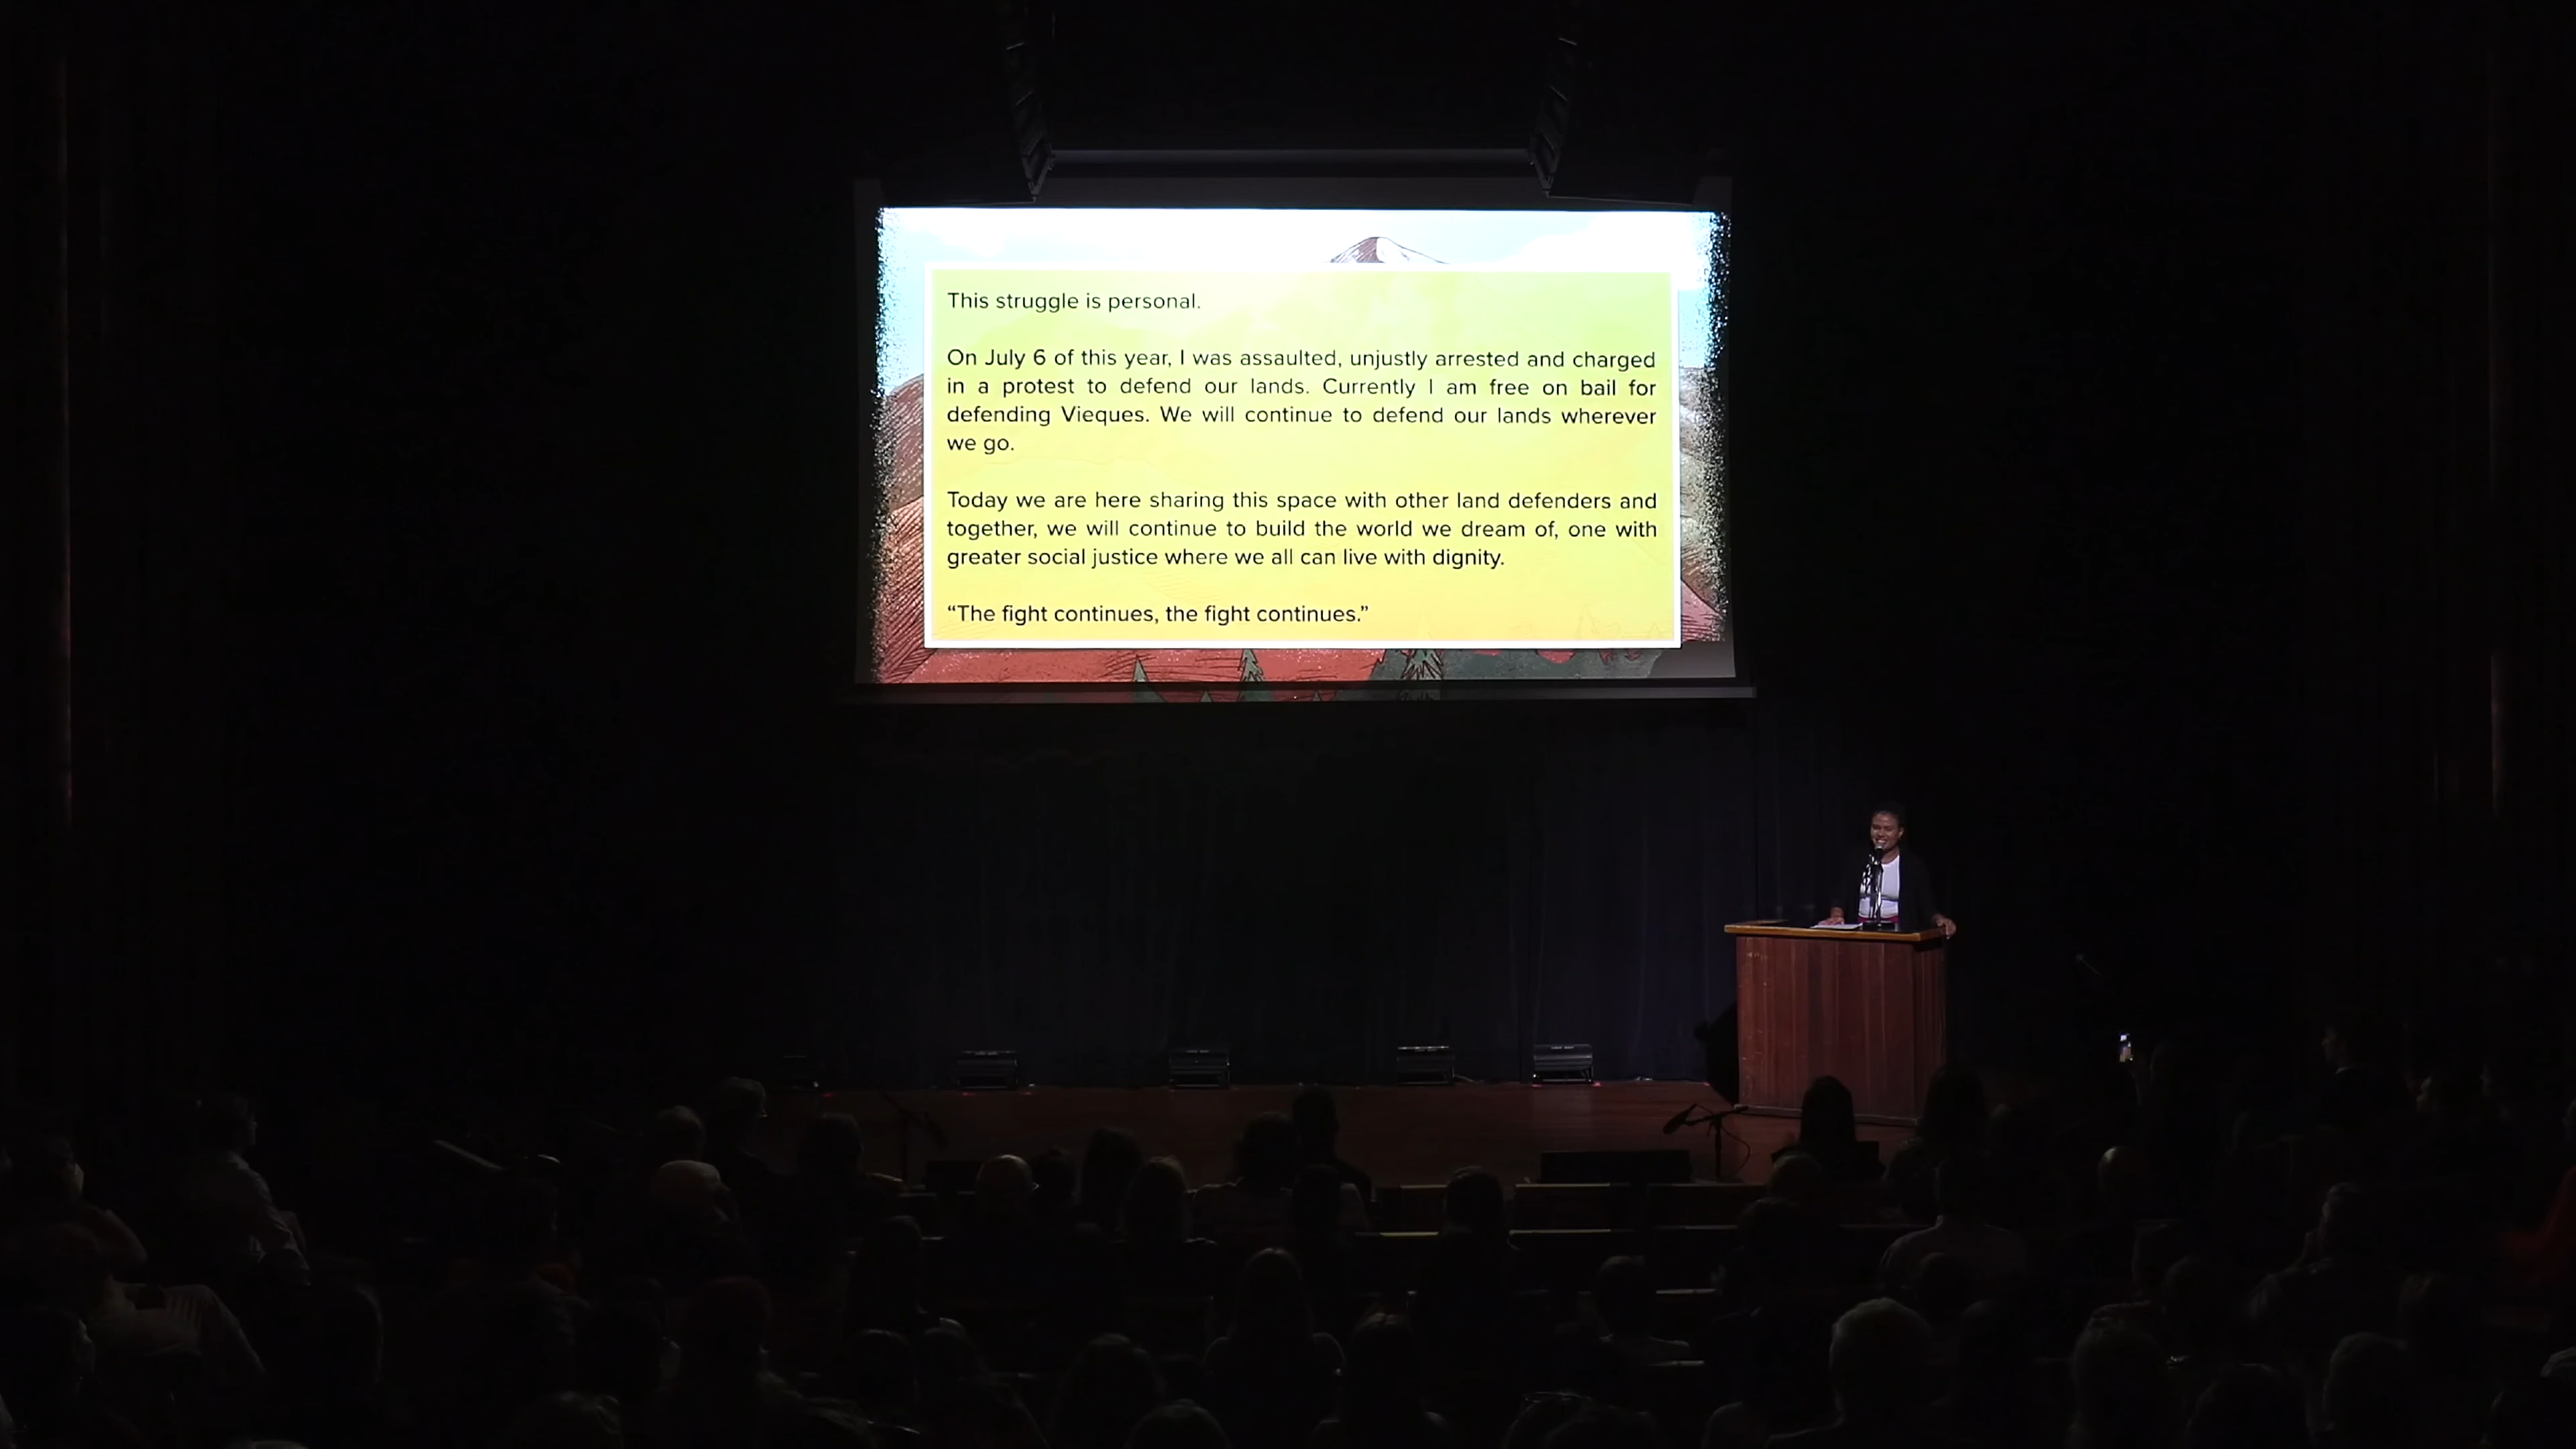 This struggle is personal.
On July 6 of this year, I was assaulted, unjustly arrested and charged
in a protest to defend our lands. Currently I am free on bail for
defending Vieques. We will continue to defend our lands wherever
we go.
Today we are here sharing this space with other land defenders and
together, we will continue to build the world we dream of, one with
greater social justice where we all can live with dignity.
“The fight continues, the fight continues.”